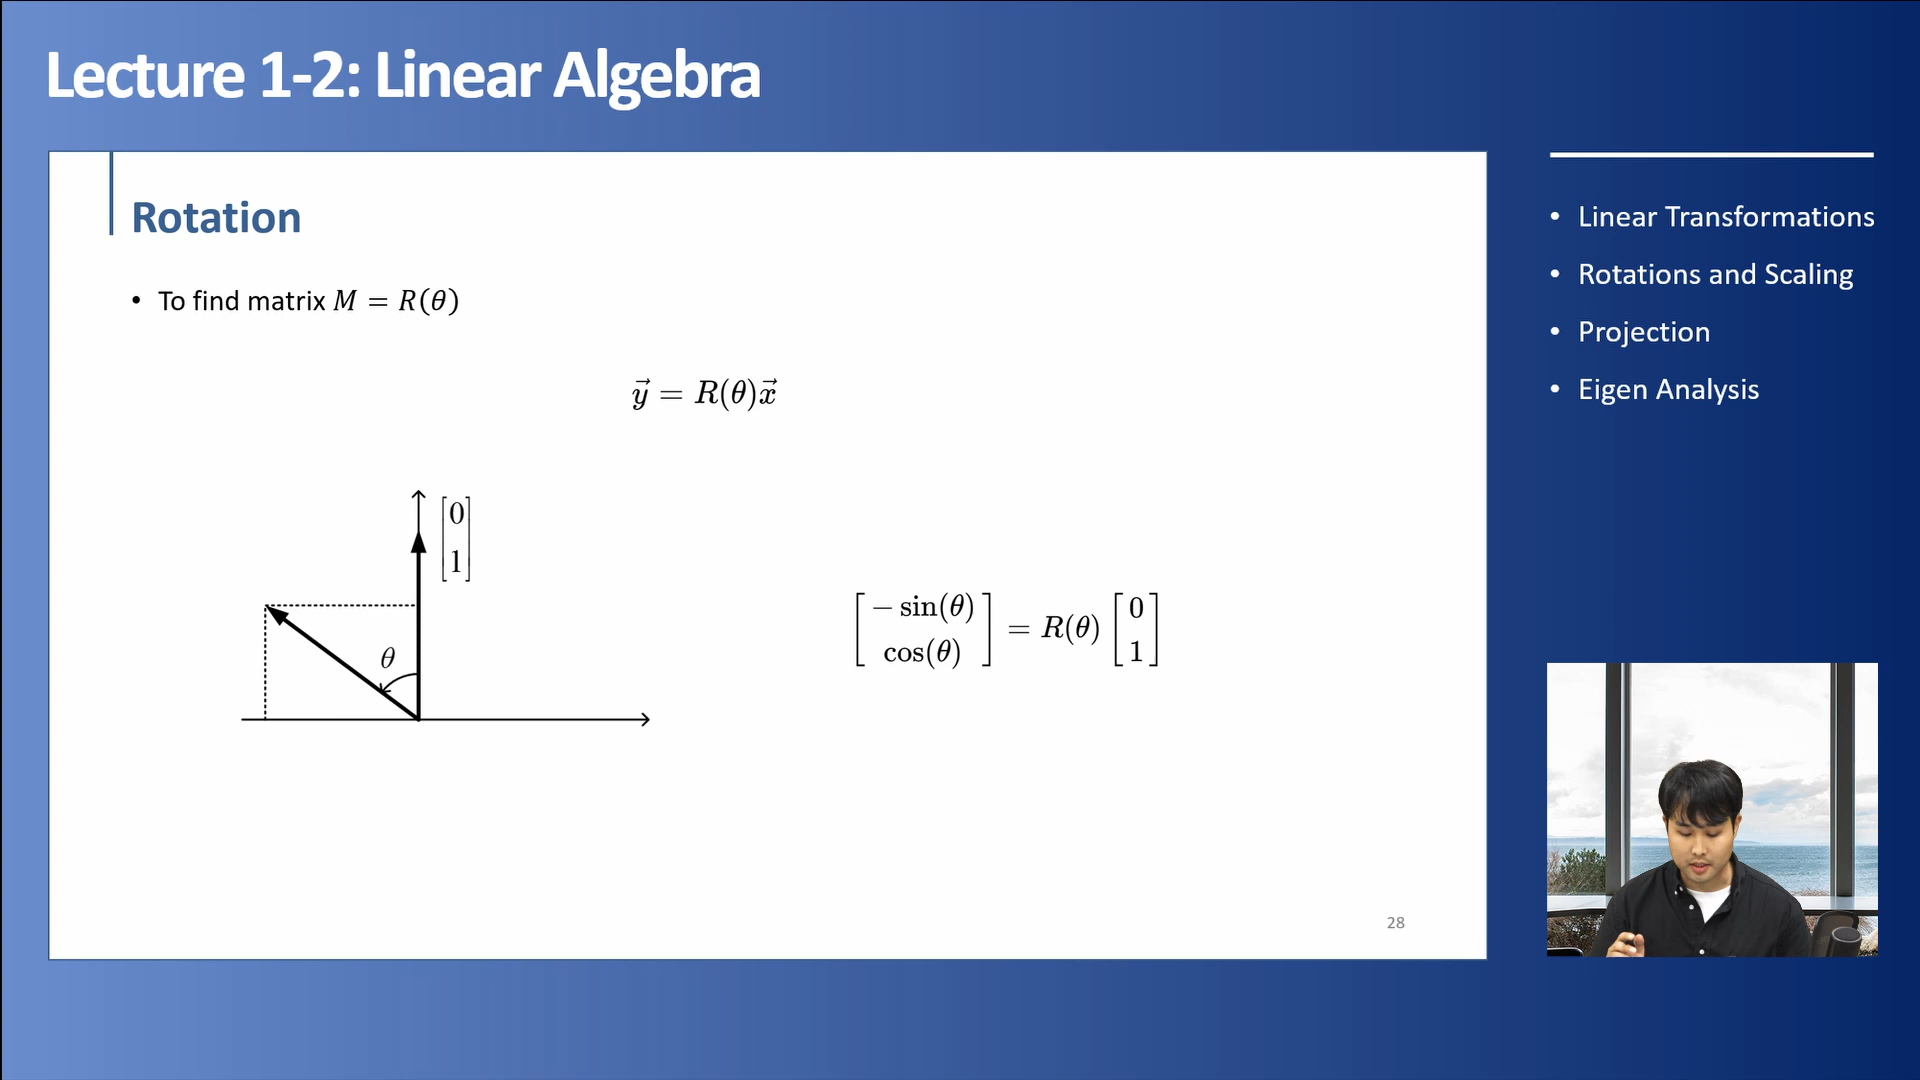 Lecture 1-2: Linear Algebra
Rotation
• To find matrix M = R(θ)
y⃗ = R(θ)x⃗
[0
1]
θ
[− sin(θ)
cos(θ)] = R(θ) [0
1]
28
• Linear Transformations
• Rotations and Scaling
• Projection
• Eigen Analysis